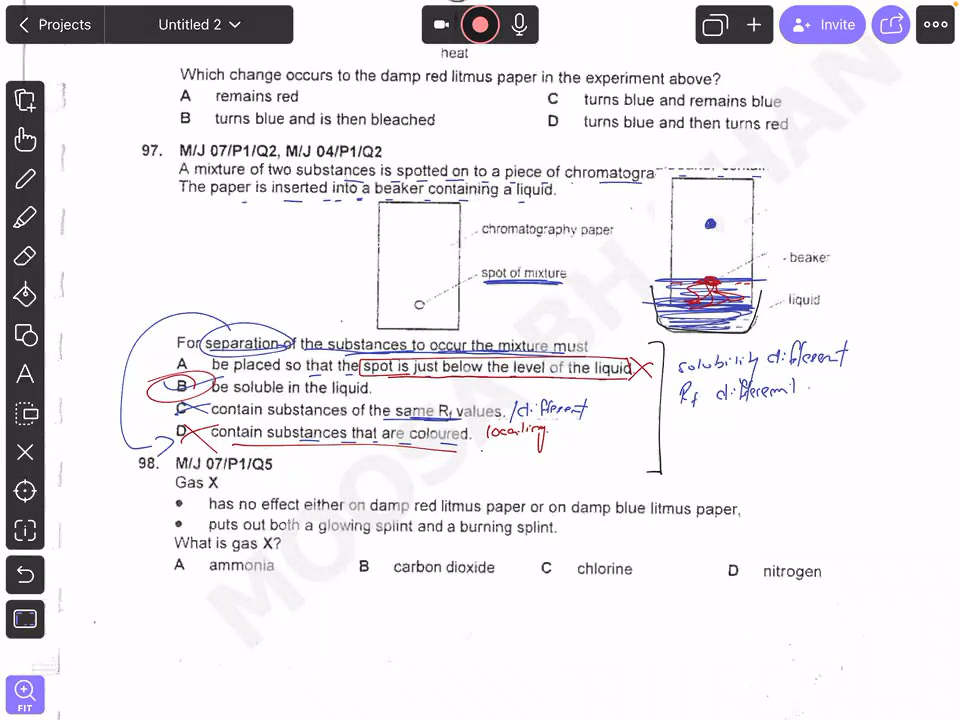 Projects
Untitled 2
Invite
heat
Which change occurs to the damp red litmus paper in the experiment above?
A remains red
C turns blue and remains blue
B turns blue and is then bleached
D turns blue and then turns red
97. M/J 07/P1/Q2, M/J 04/P1/Q2
A mixture of two substances is spotted on to a piece of chromatogra
The paper is inserted into a beaker containing a liquid.
chromatography paper
spot of mixture
beaker
liquid
For separation of the substances to occur the mixture must
A be placed so that the spot is just below the level of the liquid
B be soluble in the liquid.
C contain substances of the same Rf values. /different
D contain substances that are coloured. locating.
solubility different
Rf different
98. M/J 07/P1/Q5
Gas X
• has no effect either on damp red litmus paper or on damp blue litmus paper,
• puts out both a glowing splint and a burning splint.
What is gas X?
A ammonia B carbon dioxide C chlorine D nitrogen
MOOSA BH KHAN
A
FIT